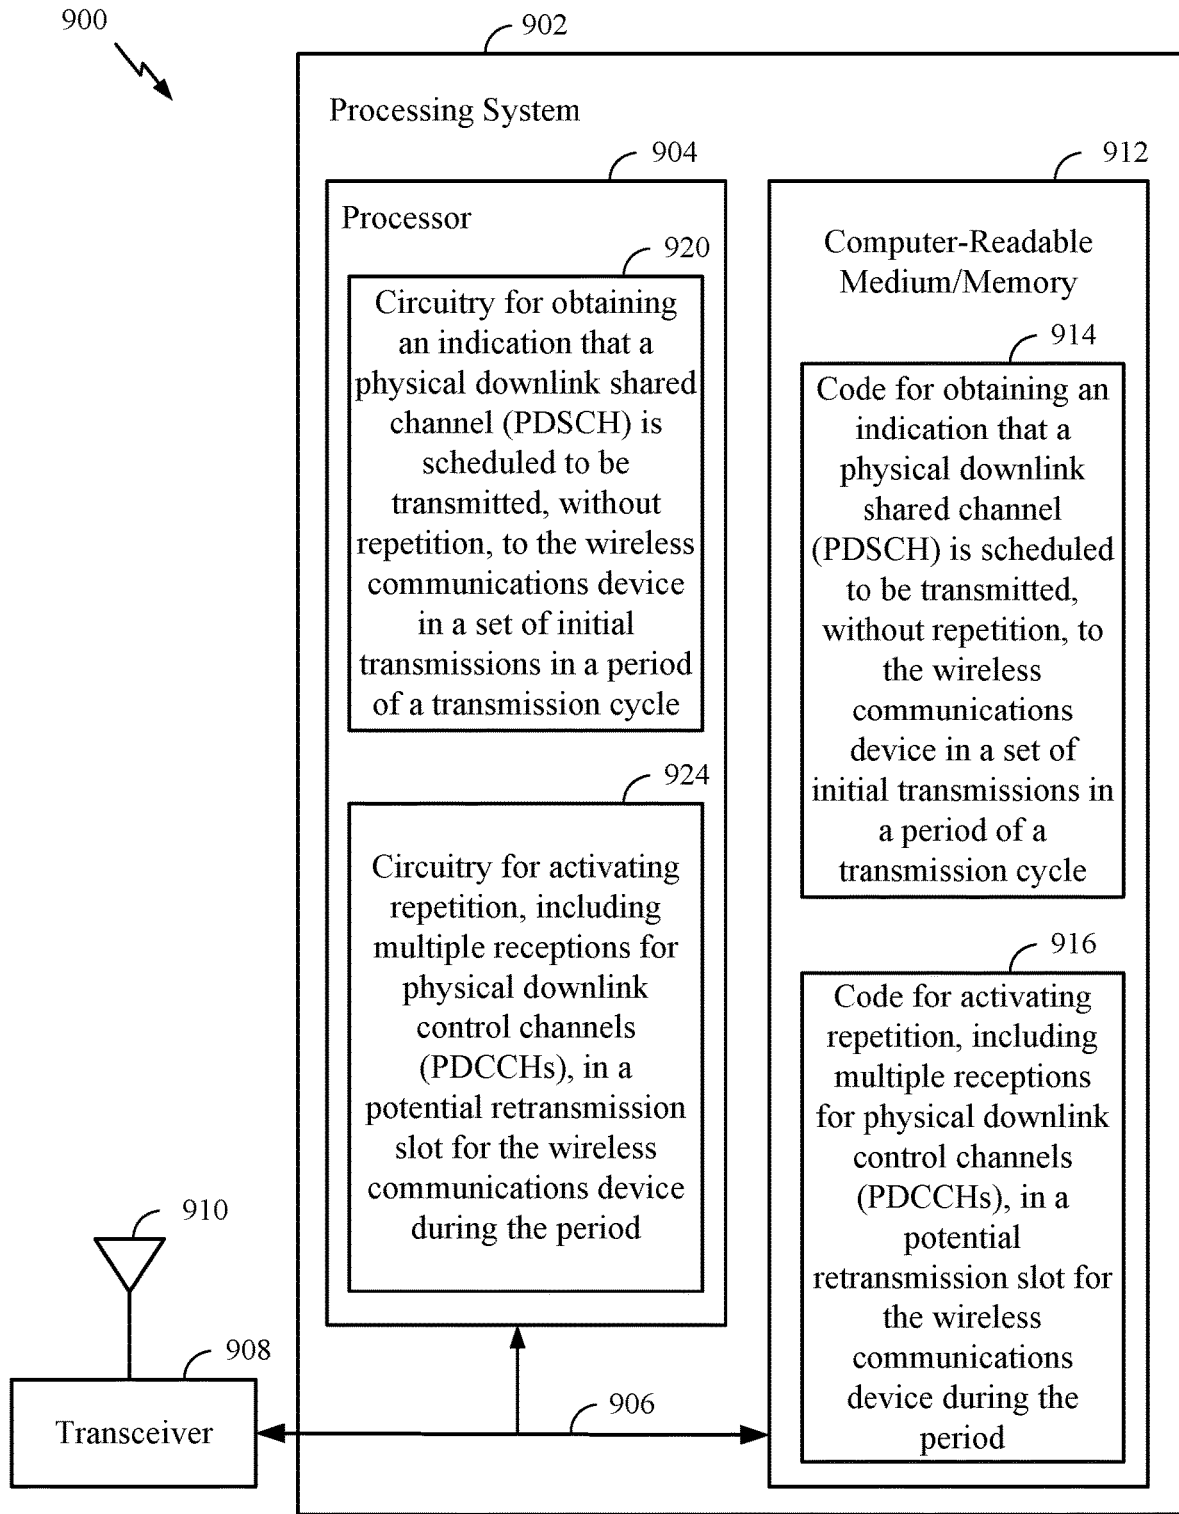 900
902
Processing System
904
Processor
920
Circuitry for obtaining
an indication that a
physical downlink shared
channel (PDSCH) is
scheduled to be
transmitted, without
repetition, to the wireless
communications device
in a set of initial
transmissions in a period
of a transmission cycle
924
Circuitry for activating
repetition, including
multiple receptions for
physical downlink
control channels
(PDCCHs), in a
potential retransmission
slot for the wireless
communications device
during the period
912
Computer-Readable
Medium/Memory
914
Code for obtaining an
indication that a
physical downlink
shared channel
(PDSCH) is scheduled
to be transmitted,
without repetition, to
the wireless
communications
device in a set of
initial transmissions in
a period of a
transmission cycle
916
Code for activating
repetition, including
multiple receptions
for physical downlink
control channels
(PDCCHs), in a
potential
retransmission slot for
the wireless
communications
device during the
period
910
908
Transceiver
906